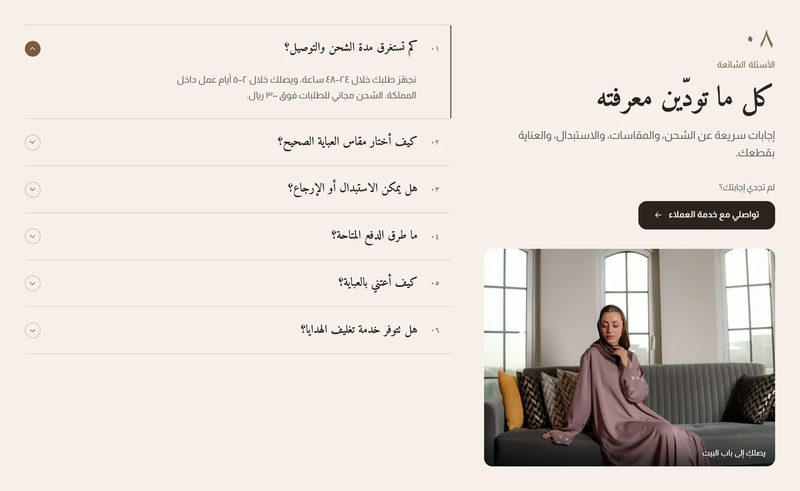 ٠٨
الأسئلة الشائعة
كل ما تودّين معرفته
إجابات سريعة عن الشحن، والمقاسات، والاستبدال، والعناية
بقطعك.
لم تجدي إجابتك؟
تواصلي مع خدمة العملاء ←
يصلكِ إلى باب البيت
٠١ كم تستغرق مدة الشحن والتوصيل؟
نجهّز طلبك خلال ٢٤–٤٨ ساعة، ويصلك خلال ٢–٥ أيام عمل داخل
المملكة. الشحن مجاني للطلبات فوق ٣٠٠ ريال.
٠٢ كيف أختار مقاس العباية الصحيح؟
٠٣ هل يمكن الاستبدال أو الإرجاع؟
٠٤ ما طرق الدفع المتاحة؟
٠٥ كيف أعتني بالعباية؟
٠٦ هل تتوفر خدمة تغليف الهدايا؟